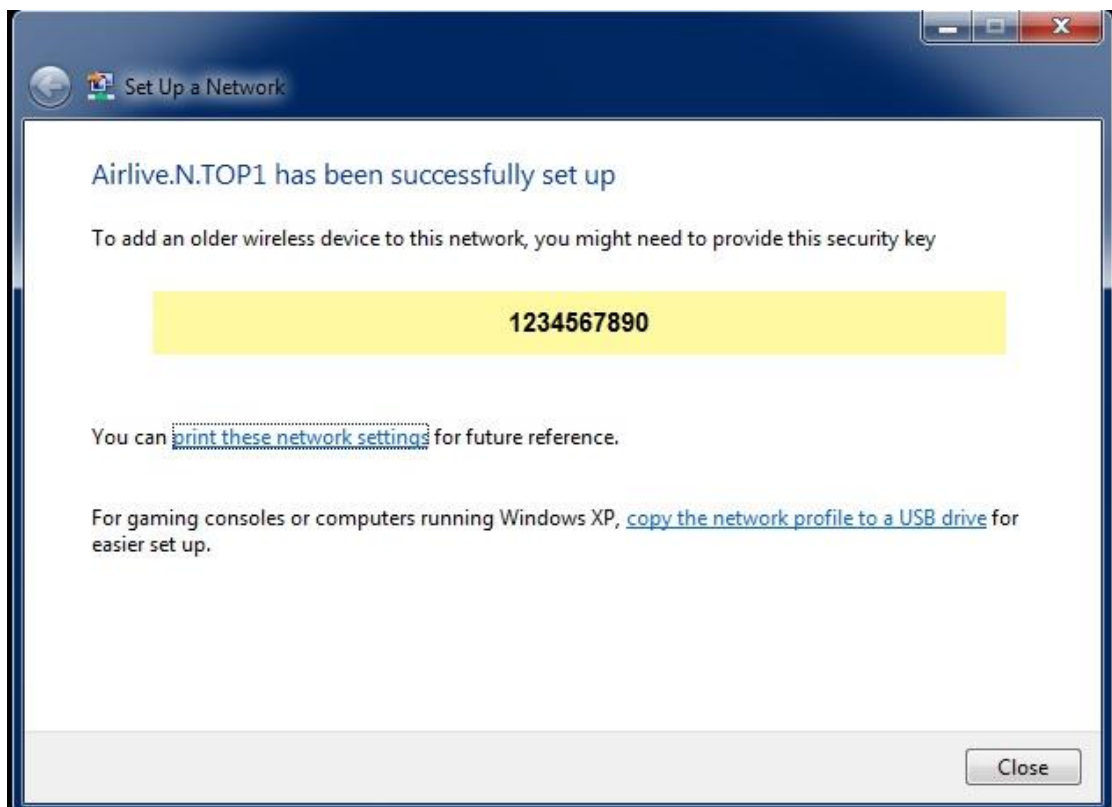 Set Up a Network
Airlive.N.TOP1 has been successfully set up
To add an older wireless device to this network, you might need to provide this security key
1234567890
You can print these network settings for future reference.
For gaming consoles or computers running Windows XP, copy the network profile to a USB drive for
easier set up.
Close